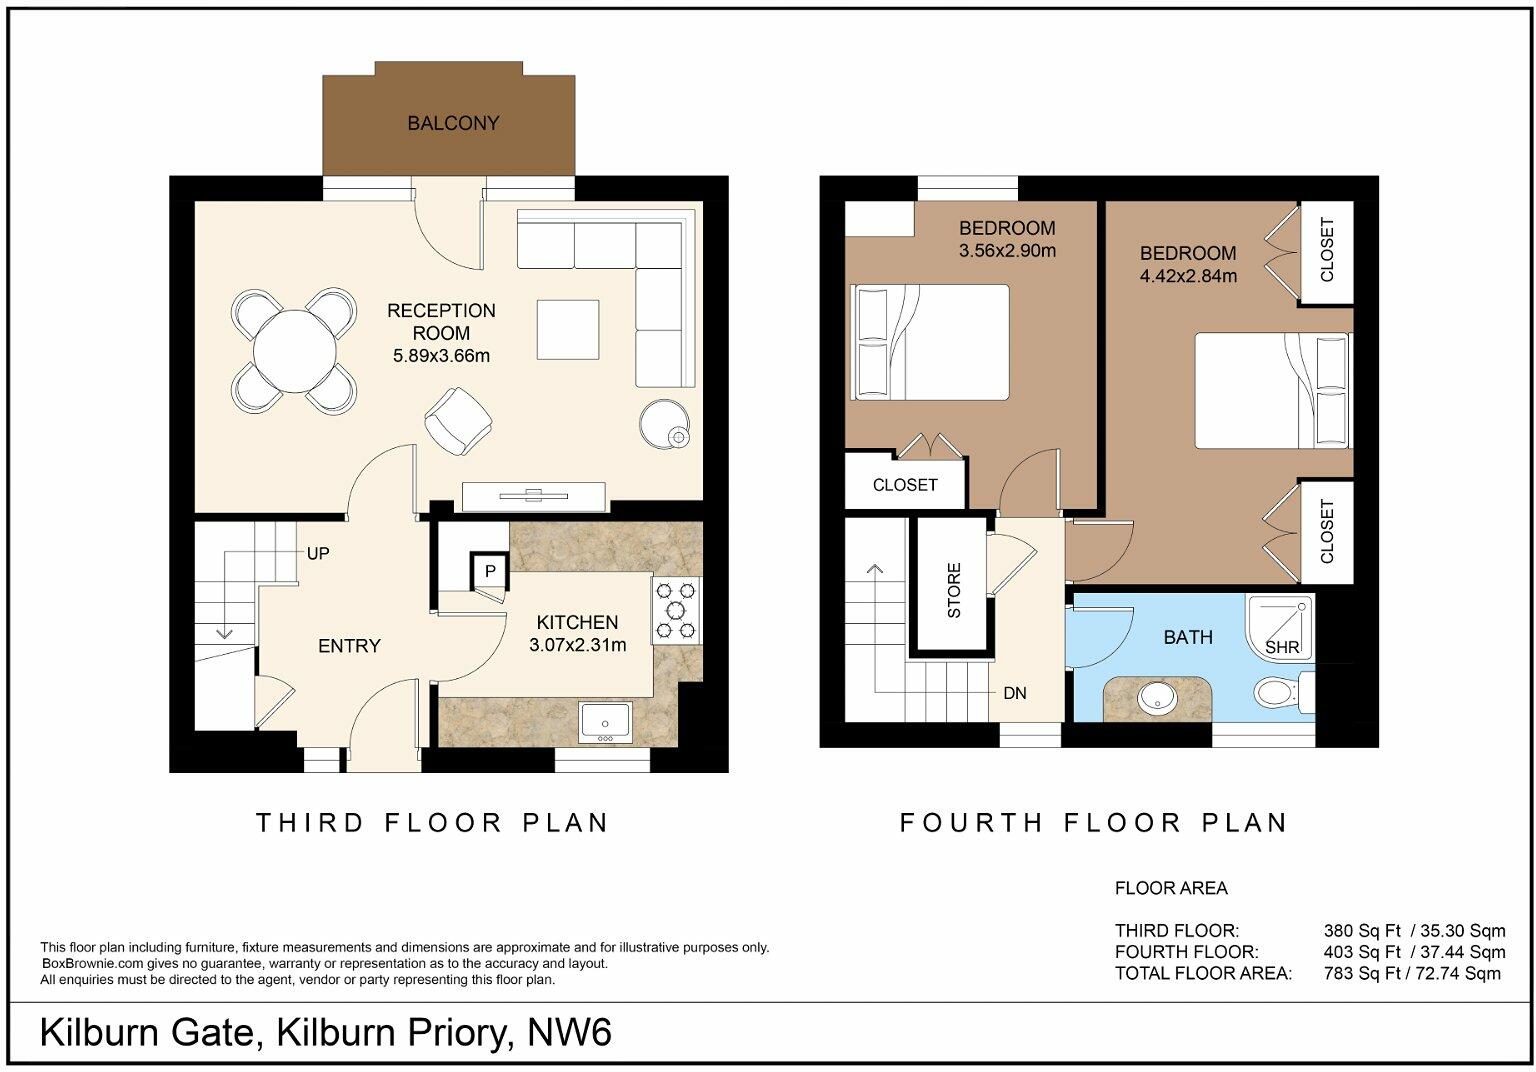 BALCONY
RECEPTION
ROOM
5.89x3.66m
UP
P
KITCHEN
3.07x2.31m
ENTRY
THIRD FLOOR PLAN
BEDROOM
3.56x2.90m
BEDROOM
4.42x2.84m
CLOSET
CLOSET
CLOSET
STORE
BATH
SHR
DN
FOURTH FLOOR PLAN
FLOOR AREA
THIRD FLOOR: 380 Sq Ft / 35.30 Sqm
FOURTH FLOOR: 403 Sq Ft / 37.44 Sqm
TOTAL FLOOR AREA: 783 Sq Ft / 72.74 Sqm
This floor plan including furniture, fixture measurements and dimensions are approximate and for illustrative purposes only.
BoxBrownie.com gives no guarantee, warranty or representation as to the accuracy and layout.
All enquiries must be directed to the agent, vendor or party representing this floor plan.
Kilburn Gate, Kilburn Priory, NW6